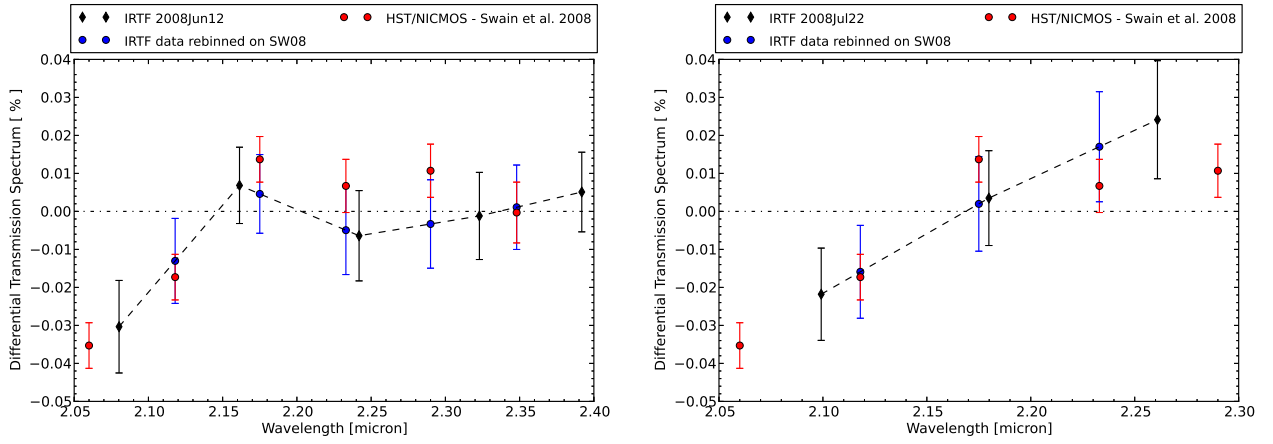 IRTF 2008Jun12
HST/NICMOS - Swain et al. 2008
IRTF data rebinned on SW08
0.04
0.03
0.02
0.01
0.00
−0.01
−0.02
−0.03
−0.04
−0.05
Differential Transmission Spectrum [ % ]
2.05 2.10 2.15 2.20 2.25 2.30 2.35 2.40
Wavelength [micron]
IRTF 2008Jul22
HST/NICMOS - Swain et al. 2008
IRTF data rebinned on SW08
0.04
0.03
0.02
0.01
0.00
−0.01
−0.02
−0.03
−0.04
−0.05
Differential Transmission Spectrum [ % ]
2.05 2.10 2.15 2.20 2.25 2.30
Wavelength [micron]